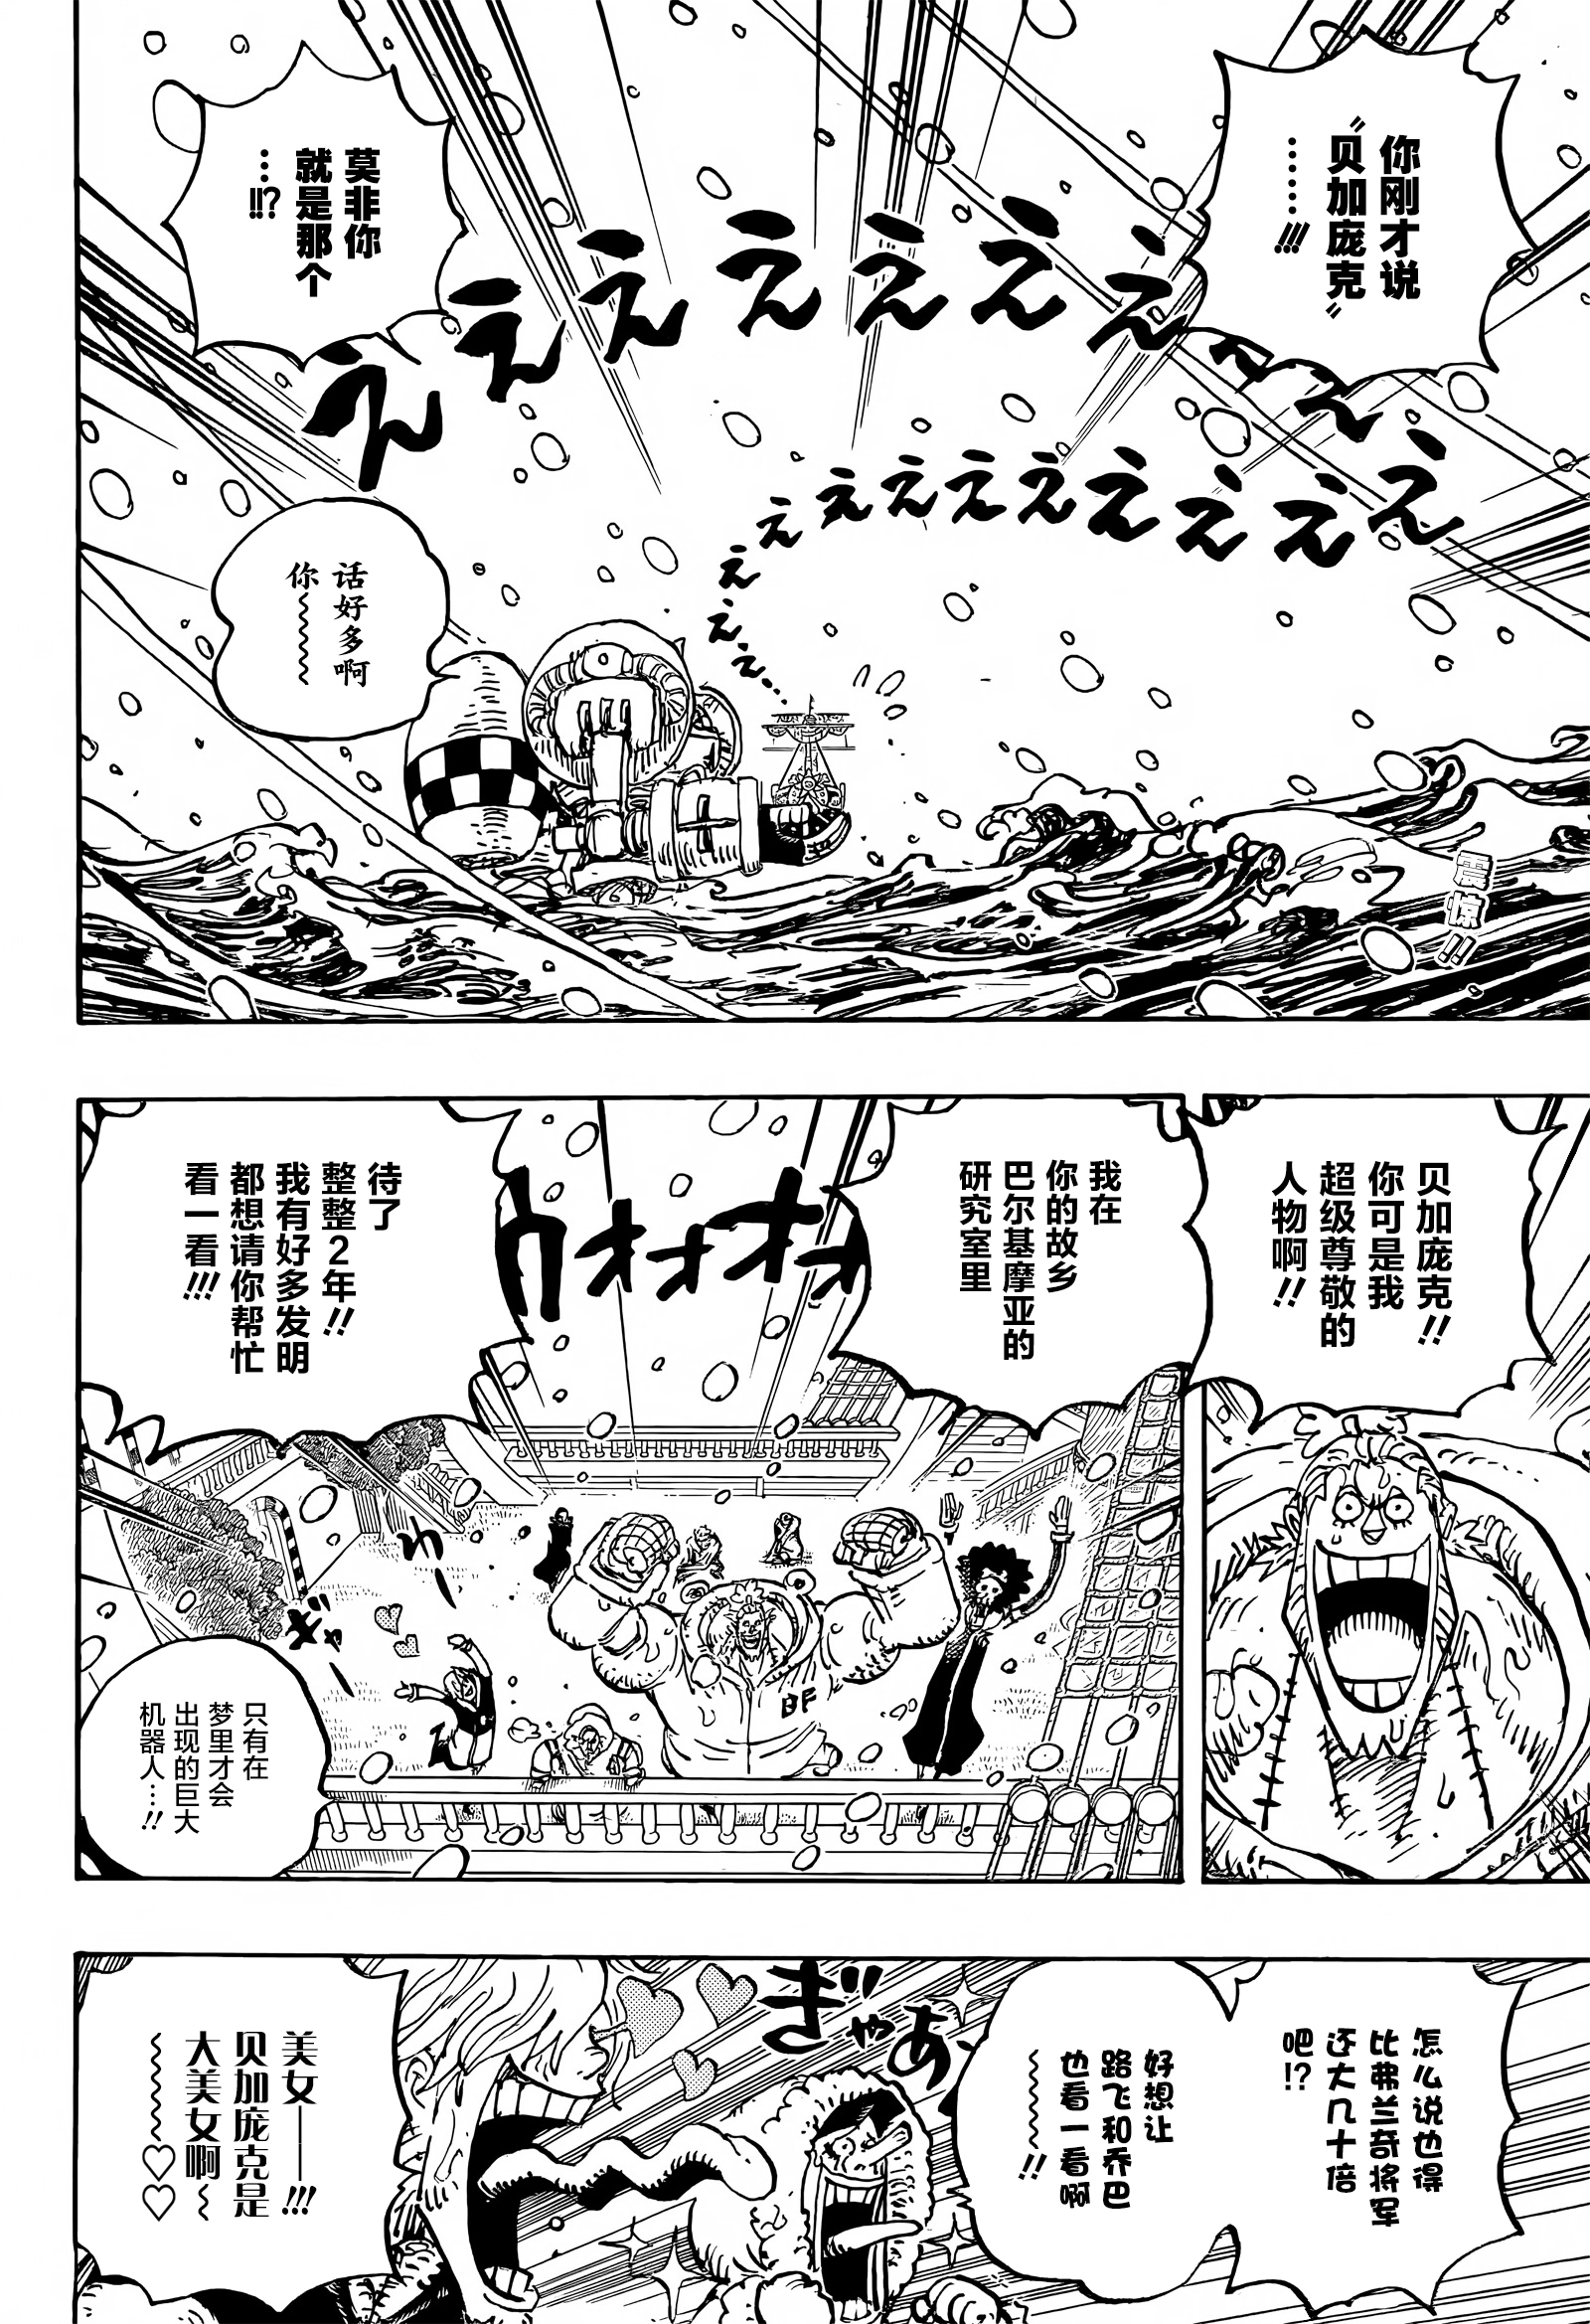 你刚才说
“贝加庞克”
……!!!
莫非你
就是那个
…!!?
ええええええええ
えええええええええええ…
话好多啊
你～～～
震惊!!
贝加庞克!!
你可是我
超级尊敬的
人物啊!!
我在
你的故乡
巴尔基摩亚的
研究室里
待了
整整2年!!
我有好多发明
都想请你帮忙
看一看!!!
ウオオオオ
わー
ギャー
BF
只有在
梦里才会
出现的巨大
机器人…!!
怎么说也得
比弗兰奇将军
还大几十倍
吧!?
好想让
路飞和乔巴
也看一看啊
～～～!!
ぎゃあ
美女——!!!
贝加庞克是
大美女啊～
～～～♡♡